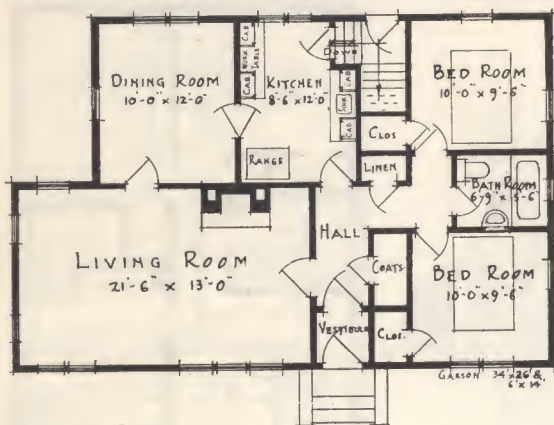 DINING ROOM
10'-0" x 12'-0"
CAB
WORK TABLE
CAB
KITCHEN
8'-6" x 12'-0"
DOWN
CAB
SINK
CAB
RANGE
BED ROOM
10'-0" x 9'-6"
CLOS
LINEN
BATH ROOM
6'-9" x 5'-6"
HALL
LIVING ROOM
21'-6" x 13'-0"
COATS
BED ROOM
10'-0" x 9'-6"
VESTIBULE
CLOS.
GARSON 34' x 26' &
6' x 14'